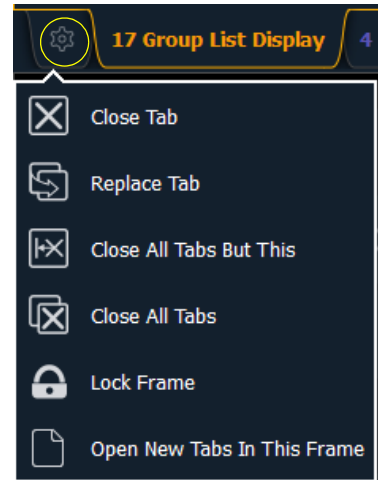 17 Group List Display 4
Close Tab
Replace Tab
Close All Tabs But This
Close All Tabs
Lock Frame
Open New Tabs In This Frame